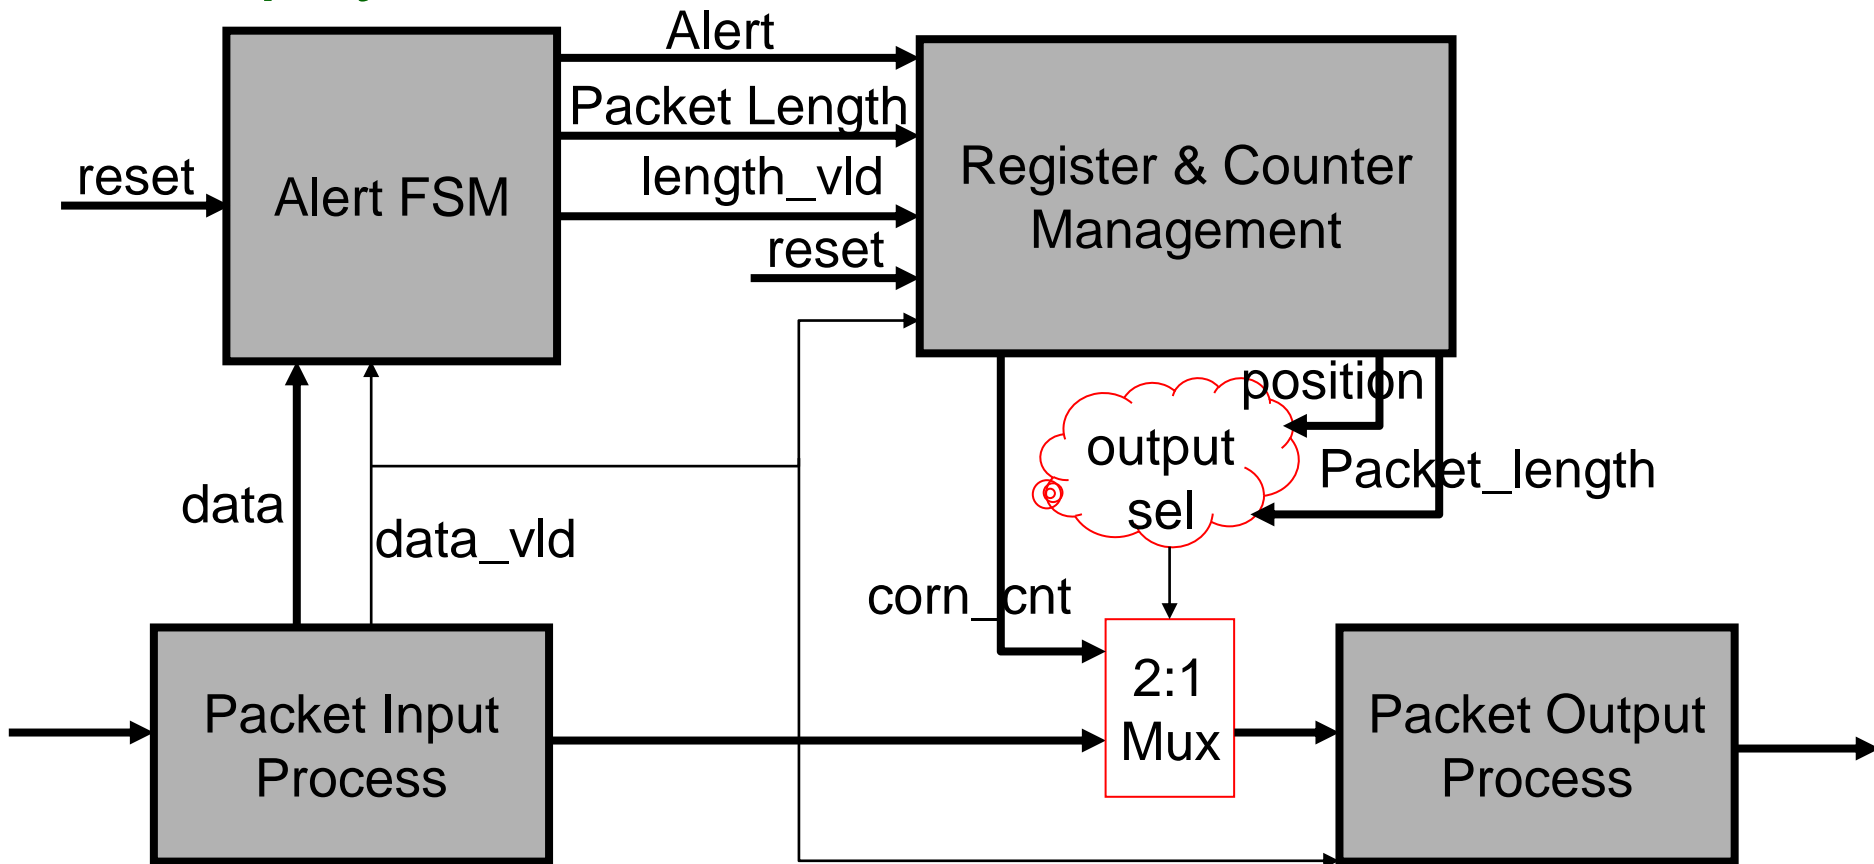 Alert
Packet Length
length_vld
reset
reset
Alert FSM
Register & Counter
Management
position
output
sel
Packet_length
data
data_vld
corn_cnt
2:1
Mux
Packet Input
Process
Packet Output
Process